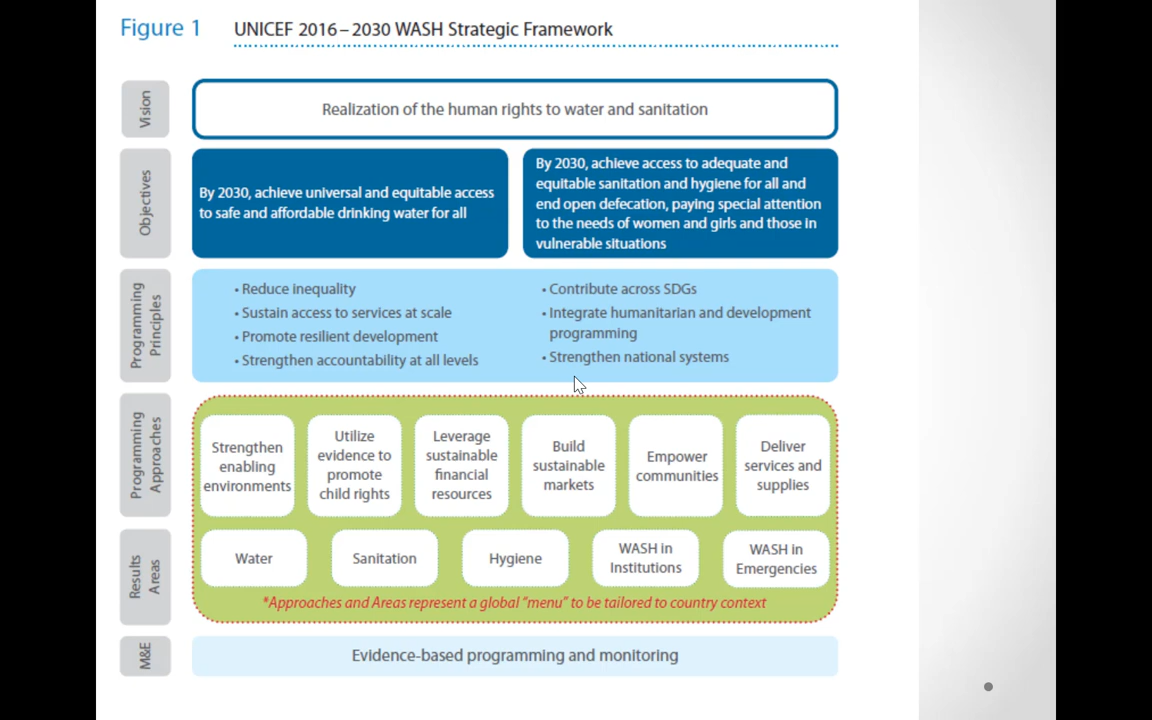 Figure 1 UNICEF 2016–2030 WASH Strategic Framework
Vision
Realization of the human rights to water and sanitation
Objectives
By 2030, achieve universal and equitable access
to safe and affordable drinking water for all
By 2030, achieve access to adequate and
equitable sanitation and hygiene for all and
end open defecation, paying special attention
to the needs of women and girls and those in
vulnerable situations
Programming
Principles
• Reduce inequality
• Sustain access to services at scale
• Promote resilient development
• Strengthen accountability at all levels
• Contribute across SDGs
• Integrate humanitarian and development
programming
• Strengthen national systems
Programming
Approaches
Strengthen
enabling
environments
Utilize
evidence to
promote
child rights
Leverage
sustainable
financial
resources
Build
sustainable
markets
Empower
communities
Deliver
services and
supplies
Results
Areas
Water
Sanitation
Hygiene
WASH in
Institutions
WASH in
Emergencies
*Approaches and Areas represent a global “menu” to be tailored to country context
M&E
Evidence-based programming and monitoring